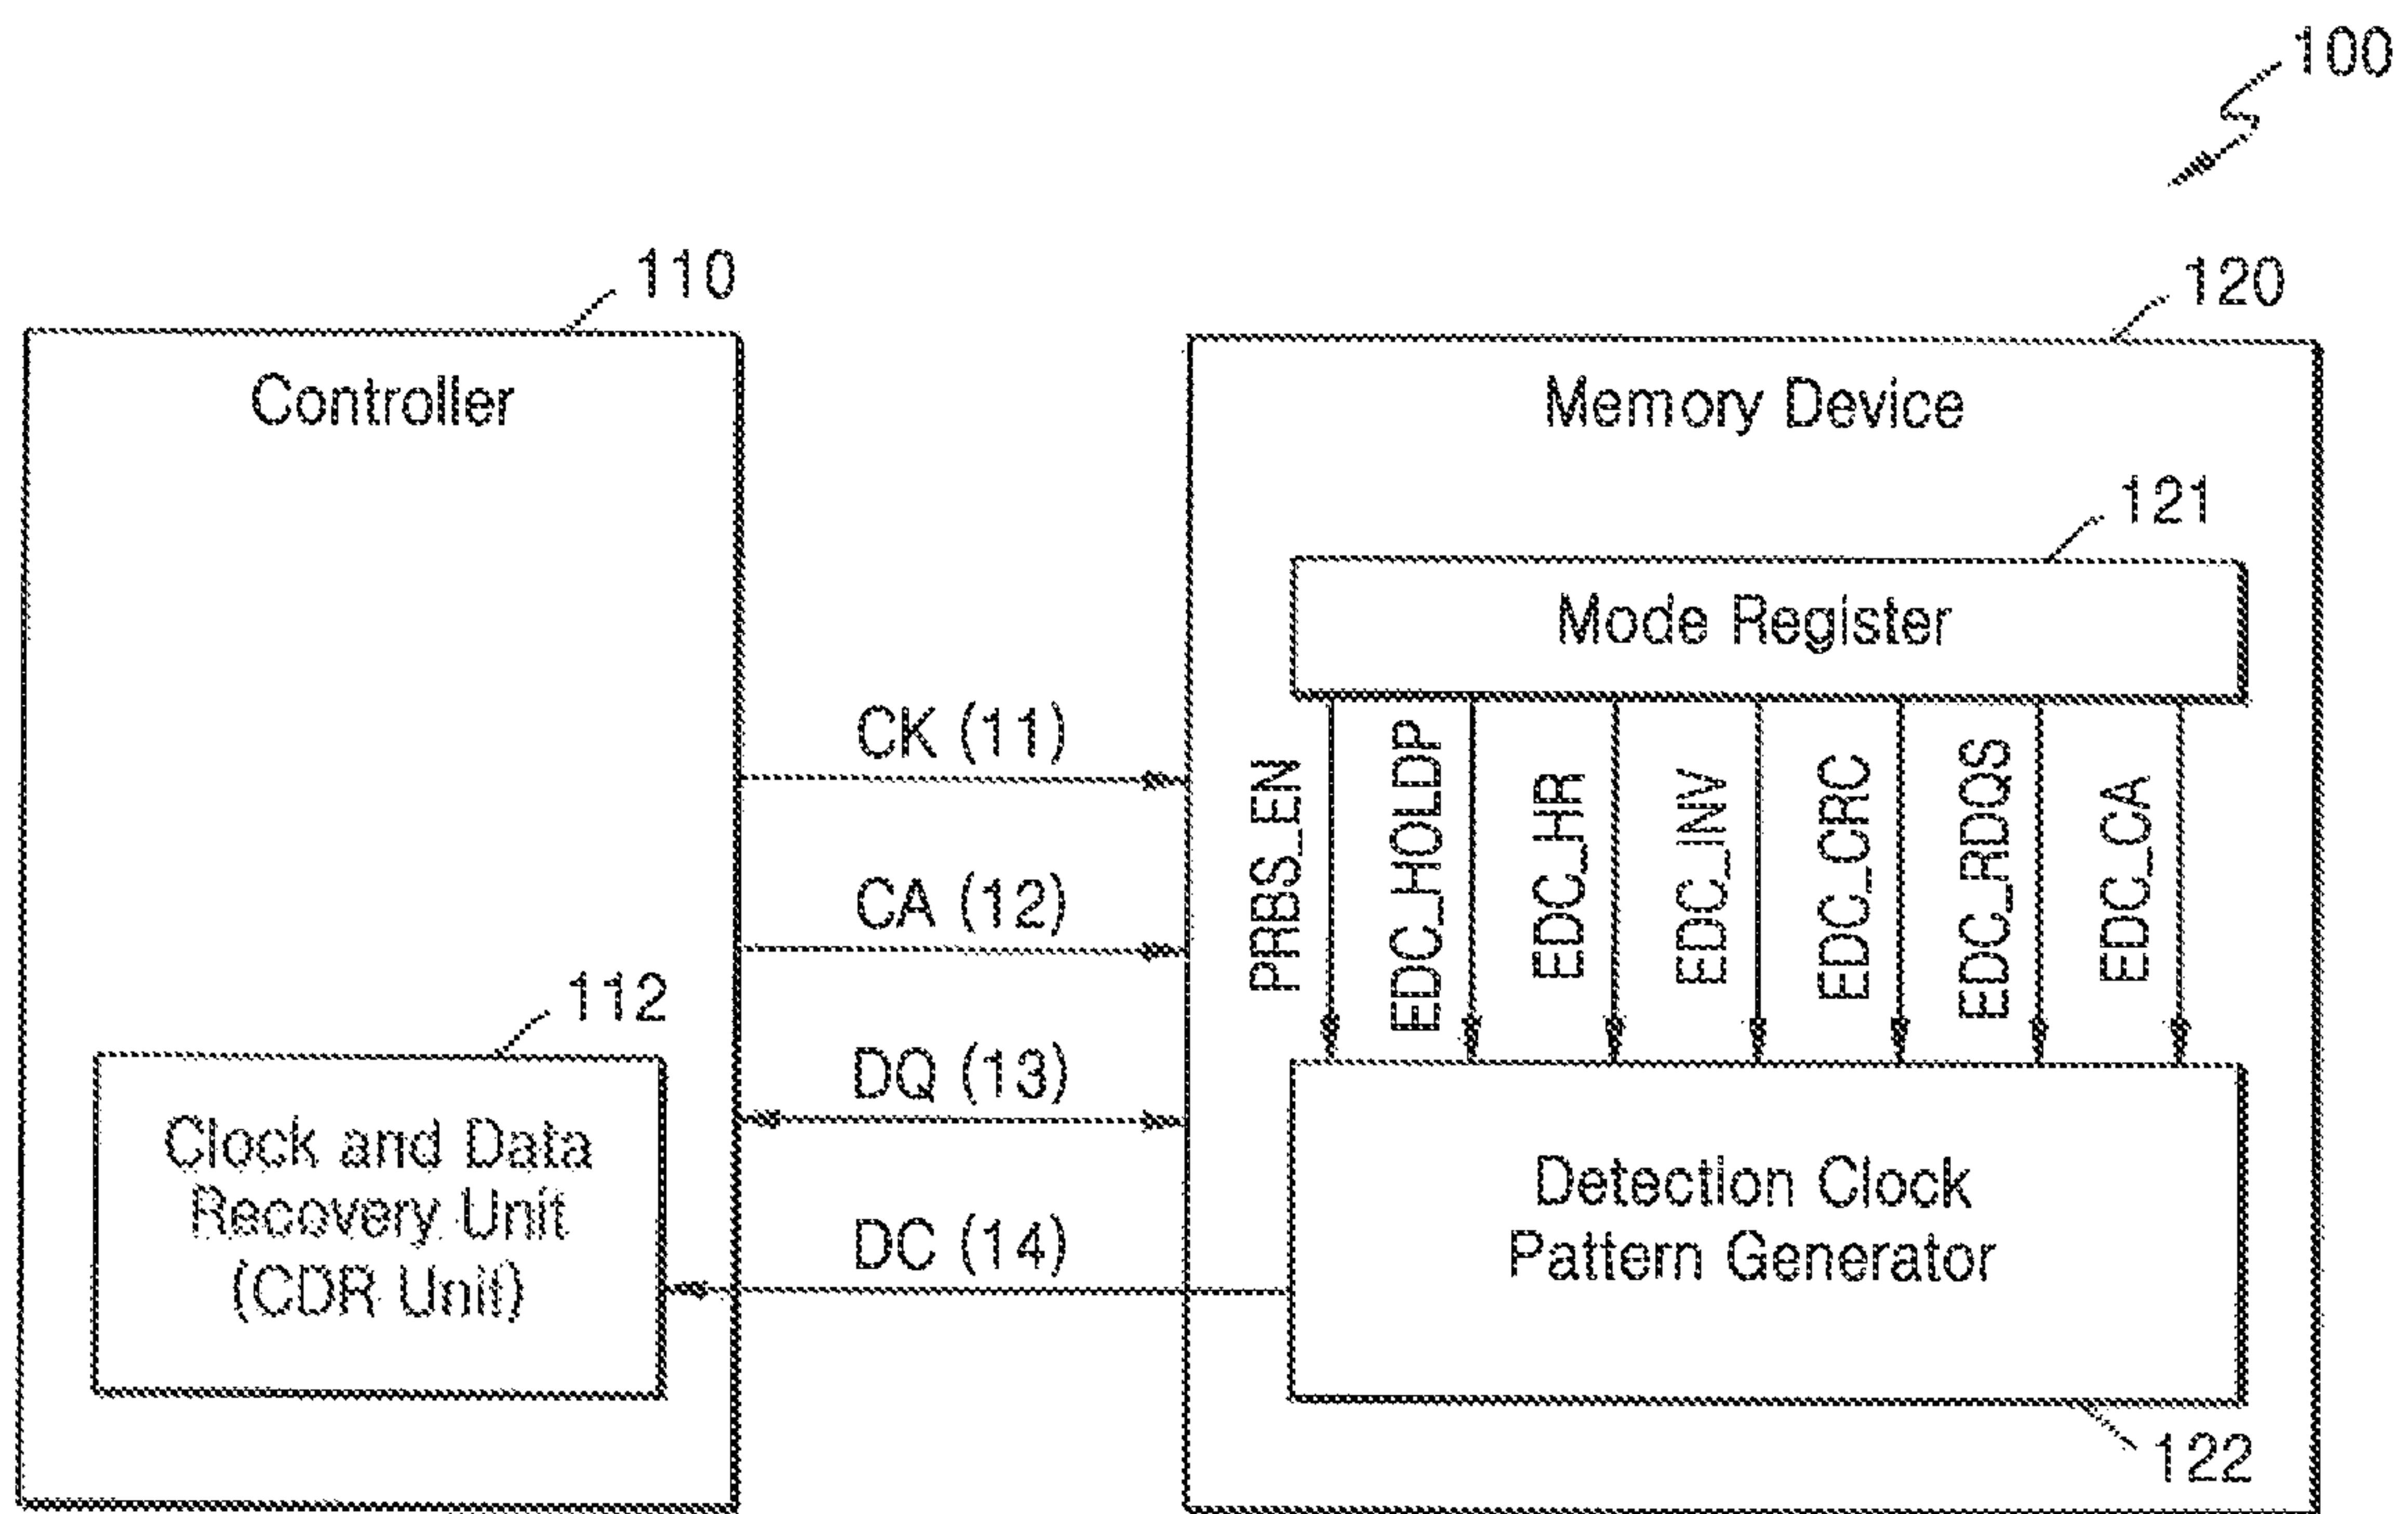 100
110
120
Controller
Memory Device
121
Mode Register
CK (11)
CA (12)
DQ (13)
DC (14)
PRBS_EN
EDC_HOLDP
EDC_HR
EDC_INV
EDC_CRC
EDC_RDQS
EDC_CA
112
Clock and Data
Recovery Unit
(CDR Unit)
Detection Clock
Pattern Generator
122